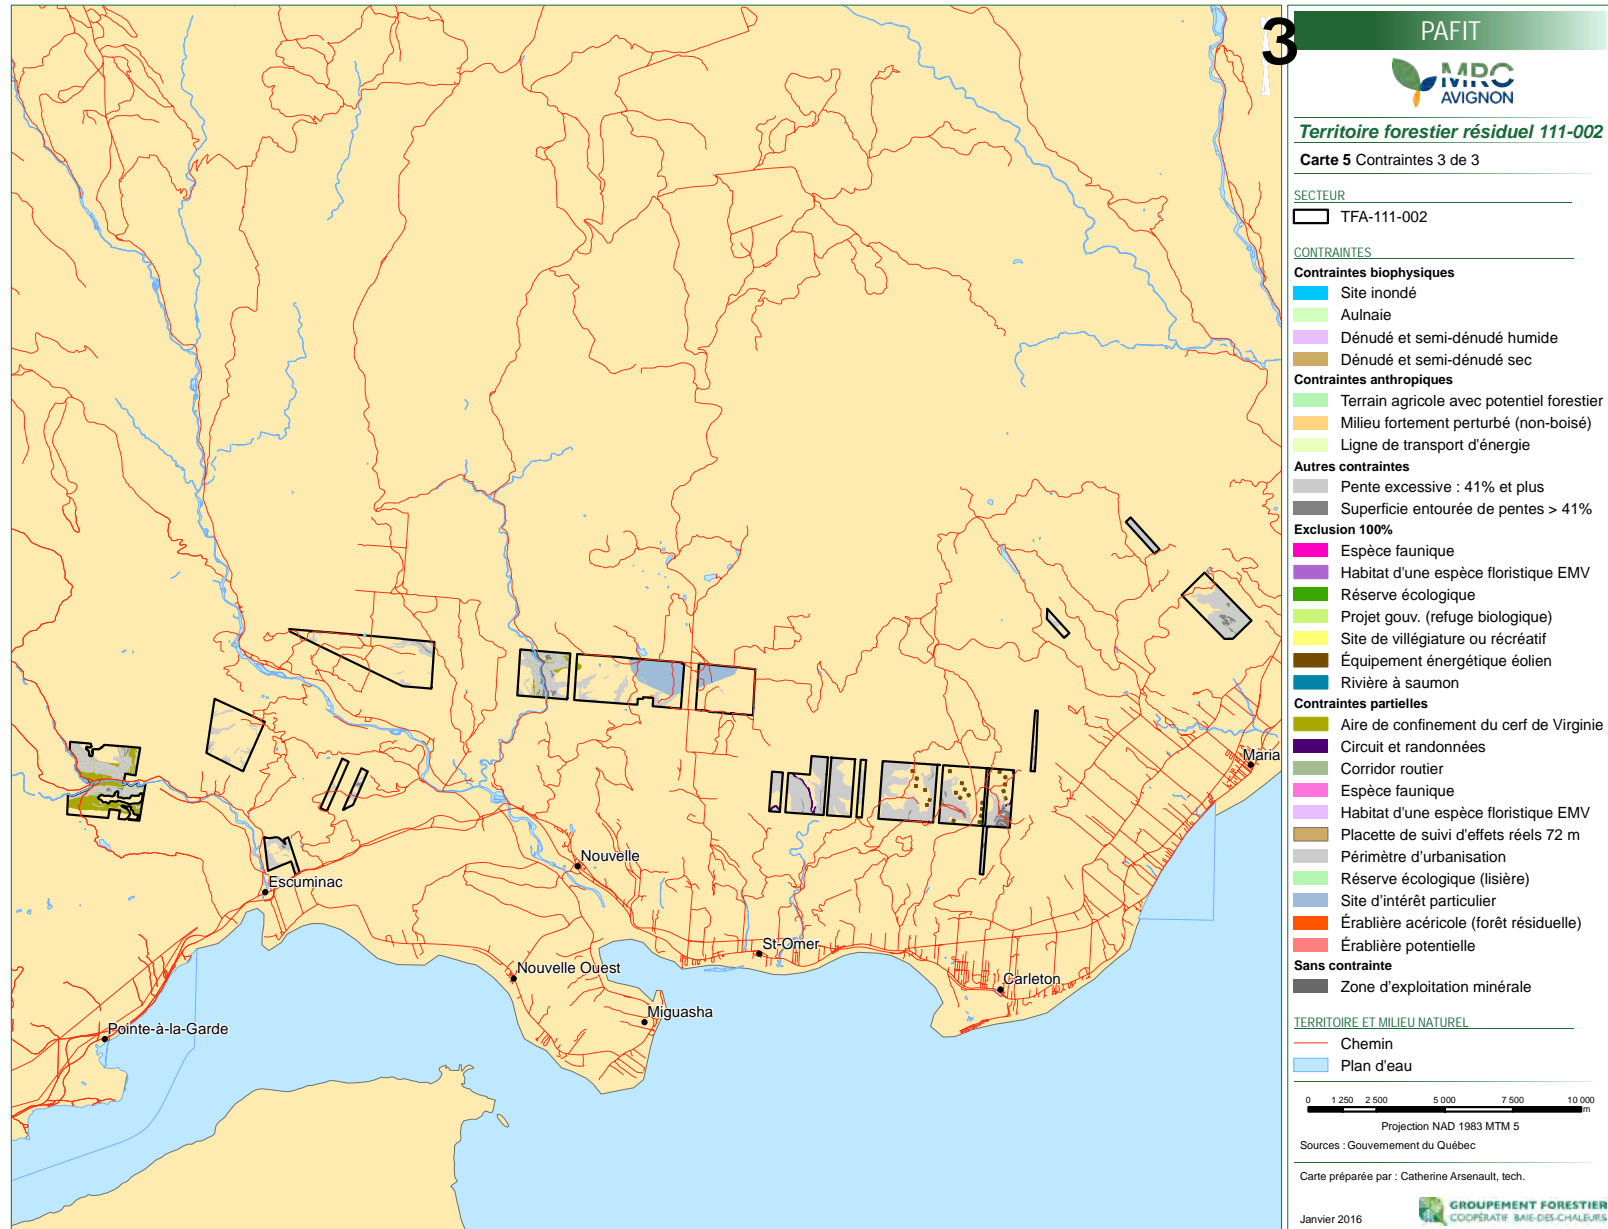 3
PAFIT
MRC
AVIGNON
Territoire forestier résiduel 111-002
Carte 5 Contraintes 3 de 3
SECTEUR
TFA-111-002
CONTRAINTES
Contraintes biophysiques
Site inondé
Aulnaie
Dénudé et semi-dénudé humide
Dénudé et semi-dénudé sec
Contraintes anthropiques
Terrain agricole avec potentiel forestier
Milieu fortement perturbé (non-boisé)
Ligne de transport d'énergie
Autres contraintes
Pente excessive : 41% et plus
Superficie entourée de pentes > 41%
Exclusion 100%
Espèce faunique
Habitat d'une espèce floristique EMV
Réserve écologique
Projet gouv. (refuge biologique)
Site de villégiature ou récréatif
Équipement énergétique éolien
Rivière à saumon
Contraintes partielles
Aire de confinement du cerf de Virginie
Circuit et randonnées
Corridor routier
Espèce faunique
Habitat d'une espèce floristique EMV
Placette de suivi d'effets réels 72 m
Périmètre d'urbanisation
Réserve écologique (lisière)
Site d'intérêt particulier
Érablière acéricole (forêt résiduelle)
Érablière potentielle
Sans contrainte
Zone d'exploitation minérale
TERRITOIRE ET MILIEU NATUREL
Chemin
Plan d'eau
0 1 250 2 500 5 000 7 500 10 000
m
Projection NAD 1983 MTM 5
Sources : Gouvernement du Québec
Carte préparée par : Catherine Arsenault, tech.
Janvier 2016
GROUPEMENT FORESTIER
COOPÉRATIF BAIE-DES-CHALEURS
Maria
Nouvelle
Escuminac
St-Omer
Nouvelle Ouest
Carleton
Miguasha
Pointe-à-la-Garde